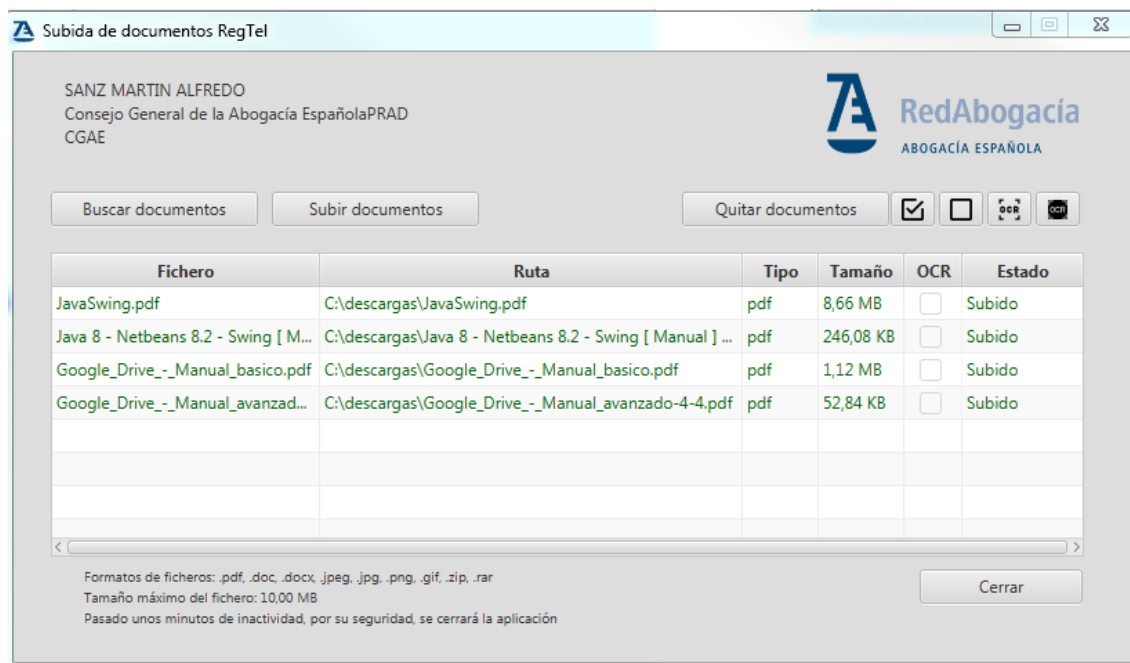 Subida de documentos RegTel
SANZ MARTIN ALFREDO
Consejo General de la Abogacía EspañolaPRAD
CGAE
RedAbogacía
ABOGACÍA ESPAÑOLA
Buscar documentos Subir documentos Quitar documentos OCR OCR
Fichero Ruta Tipo Tamaño OCR Estado
JavaSwing.pdf C:\descargas\JavaSwing.pdf pdf 8,66 MB Subido
Java 8 - Netbeans 8.2 - Swing [ M... C:\descargas\Java 8 - Netbeans 8.2 - Swing [ Manual ] ... pdf 246,08 KB Subido
Google_Drive_-_Manual_basico.pdf C:\descargas\Google_Drive_-_Manual_basico.pdf pdf 1,12 MB Subido
Google_Drive_-_Manual_avanzad... C:\descargas\Google_Drive_-_Manual_avanzado-4-4.pdf pdf 52,84 KB Subido
Formatos de ficheros: .pdf, .doc, .docx, .jpeg, .jpg, .png, .gif, .zip, .rar
Tamaño máximo del fichero: 10,00 MB
Pasado unos minutos de inactividad, por su seguridad, se cerrará la aplicación
Cerrar